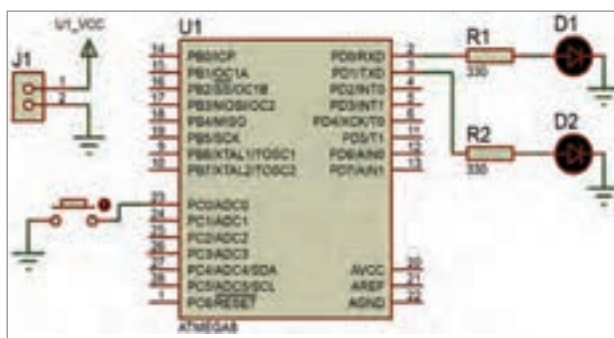 U1_VCC
J1
1
2
U1
14 PB0/ICP
15 PB1/OC1A
16 PB2/SS/OC1B
17 PB3/MOSI/OC2
18 PB4/MISO
19 PB5/SCK
9 PB6/XTAL1/TOSC1
10 PB7/XTAL2/TOSC2
23 PC0/ADC0
24 PC1/ADC1
25 PC2/ADC2
26 PC3/ADC3
27 PC4/ADC4/SDA
28 PC5/ADC5/SCL
1 PC6/RESET
PD0/RXD 2
PD1/TXD 3
PD2/INT0 4
PD3/INT1 5
PD4/XCK/T0 6
PD5/T1 11
PD6/AIN0 12
PD7/AIN1 13
AVCC 20
AREF 21
AGND 22
ATMEGA8
R1
330
D1
R2
330
D2